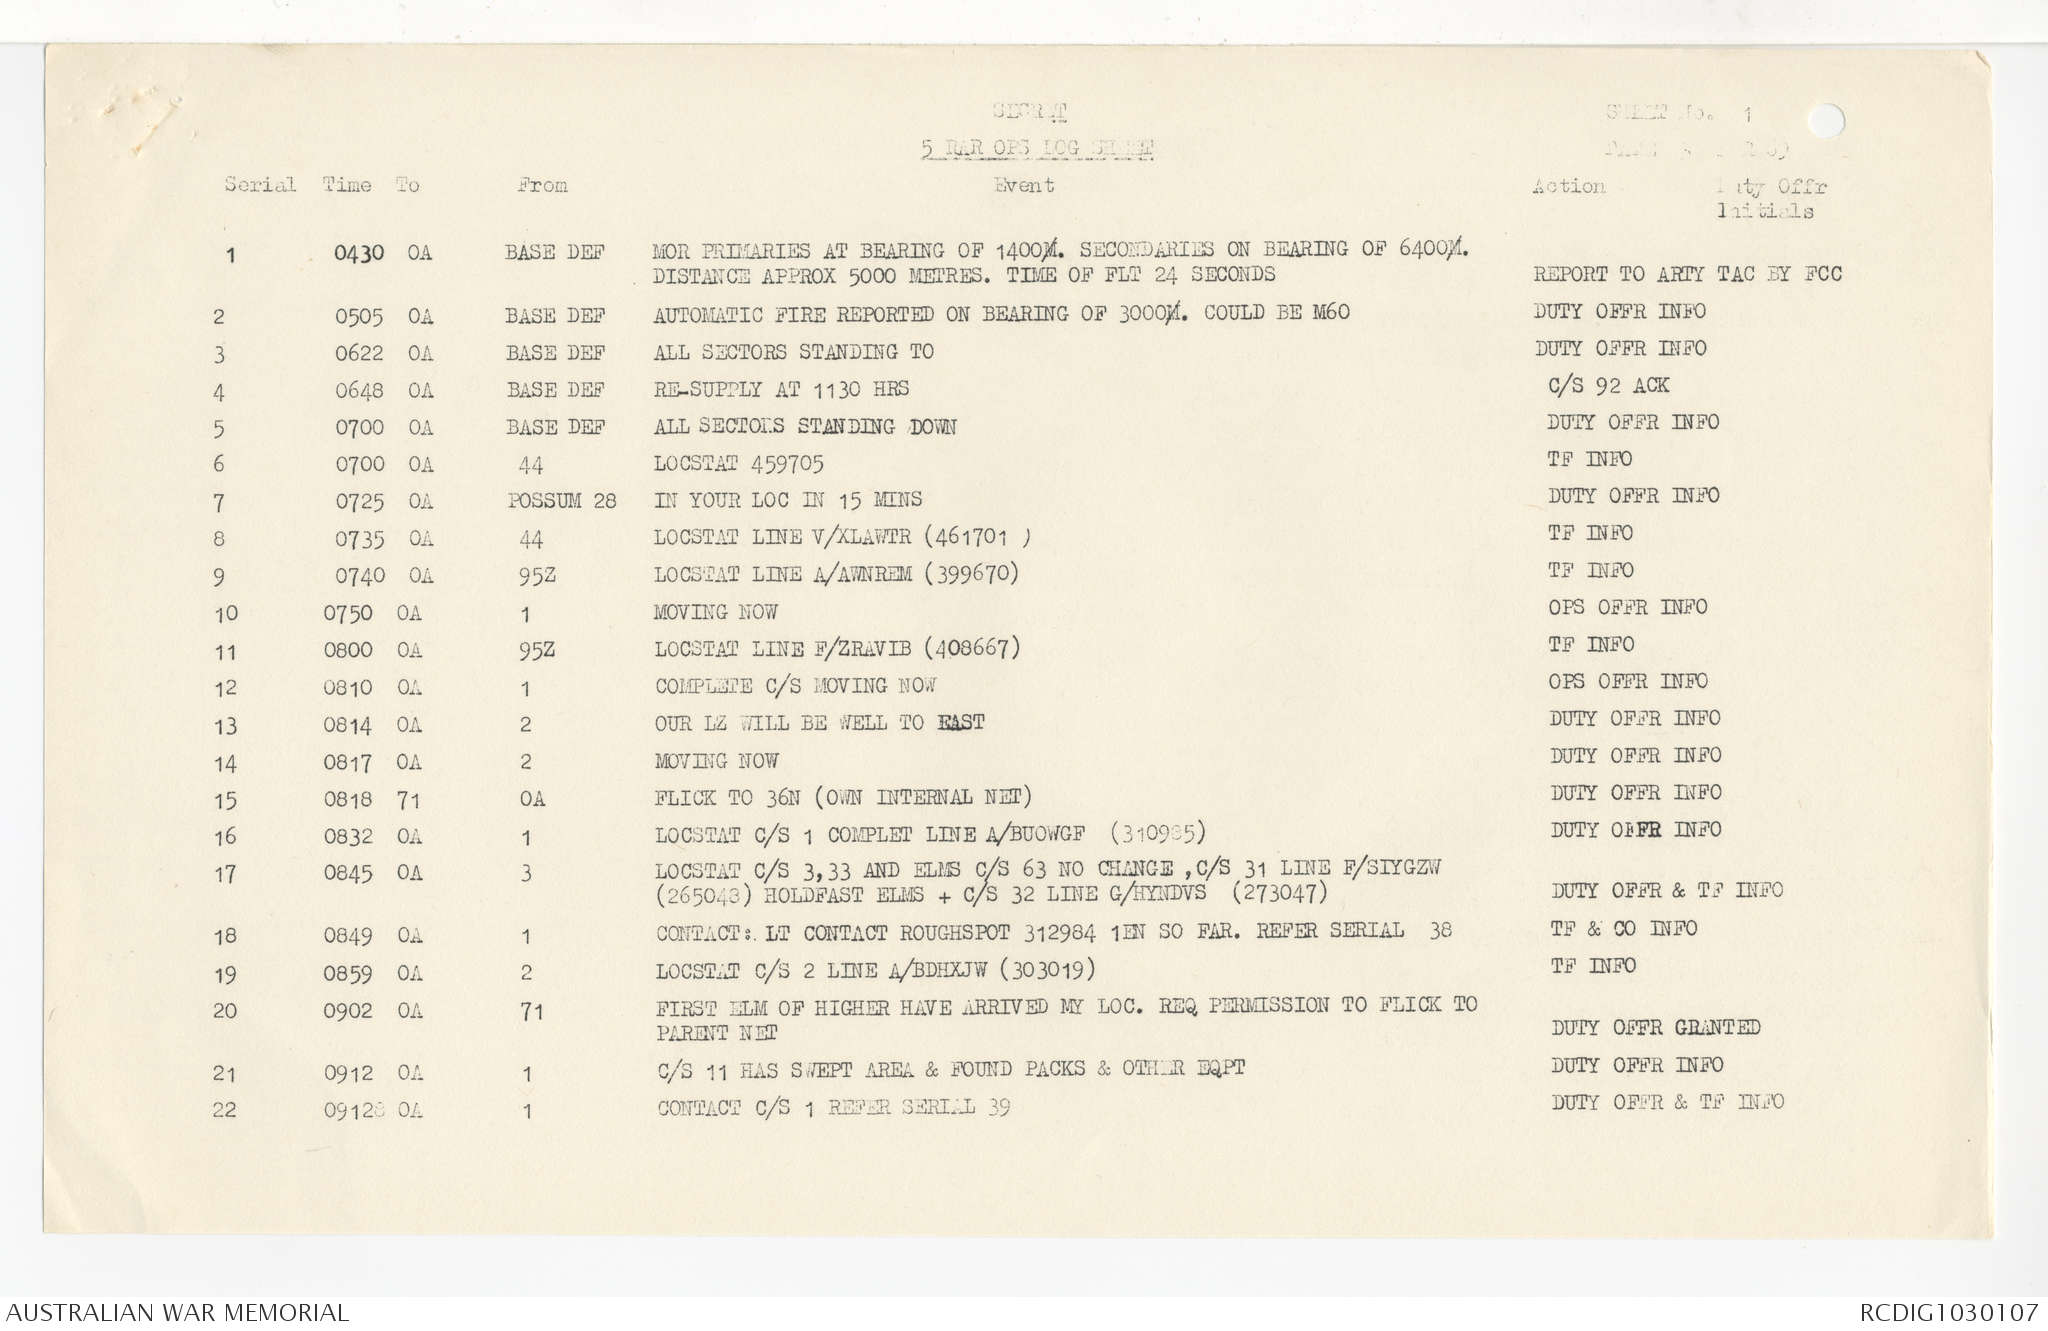 SECRET
SHEET No. 1
5 RAR OPS LOG SHEET
Serial Time To From Event Action Duty Offr
Initials
1 0430 OA BASE DEF MOR PRIMARIES AT BEARING OF 1400M. SECONDARIES ON BEARING OF 6400M.
DISTANCE APPROX 5000 METRES. TIME OF FLT 24 SECONDS REPORT TO ARTY TAC BY FCC
2 0505 OA BASE DEF AUTOMATIC FIRE REPORTED ON BEARING OF 3000M. COULD BE M60 DUTY OFFR INFO
3 0622 OA BASE DEF ALL SECTORS STANDING TO DUTY OFFR INFO
4 0648 OA BASE DEF RE-SUPPLY AT 1130 HRS C/S 92 ACK
5 0700 OA BASE DEF ALL SECTORS STANDING DOWN DUTY OFFR INFO
6 0700 OA 44 LOCSTAT 459705 TF INFO
7 0725 OA POSSUM 28 IN YOUR LOC IN 15 MINS DUTY OFFR INFO
8 0735 OA 44 LOCSTAT LINE V/XLAWTR (461701 ) TF INFO
9 0740 OA 95Z LOCSTAT LINE A/AWNREM (399670) TF INFO
10 0750 OA 1 MOVING NOW OPS OFFR INFO
11 0800 OA 95Z LOCSTAT LINE F/ZRAVIB (408667) TF INFO
12 0810 OA 1 COMPLETE C/S MOVING NOW OPS OFFR INFO
13 0814 OA 2 OUR LZ WILL BE WELL TO EAST DUTY OFFR INFO
14 0817 OA 2 MOVING NOW DUTY OFFR INFO
15 0818 71 OA FLICK TO 36N (OWN INTERNAL NET) DUTY OFFR INFO
16 0832 OA 1 LOCSTAT C/S 1 COMPLET LINE A/BUOWGF (310985) DUTY OFFR INFO
17 0845 OA 3 LOCSTAT C/S 3,33 AND ELMS C/S 63 NO CHANGE ,C/S 31 LINE F/SIYGZW
(265048) HOLDFAST ELMS + C/S 32 LINE G/HYNDVS (273047) DUTY OFFR & TF INFO
18 0849 OA 1 CONTACT: LT CONTACT ROUGHSPOT 312984 1EN SO FAR. REFER SERIAL 38 TF & CO INFO
19 0859 OA 2 LOCSTAT C/S 2 LINE A/BDHXJW (303019) TF INFO
20 0902 OA 71 FIRST ELM OF HIGHER HAVE ARRIVED MY LOC. REQ PERMISSION TO FLICK TO
PARENT NET DUTY OFFR GRANTED
21 0912 OA 1 C/S 11 HAS SWEPT AREA & FOUND PACKS & OTHER EQPT DUTY OFFR INFO
22 09128 OA 1 CONTACT C/S 1 REFER SERIAL 39 DUTY OFFR & TF INFO
AUSTRALIAN WAR MEMORIAL RCDIG1030107